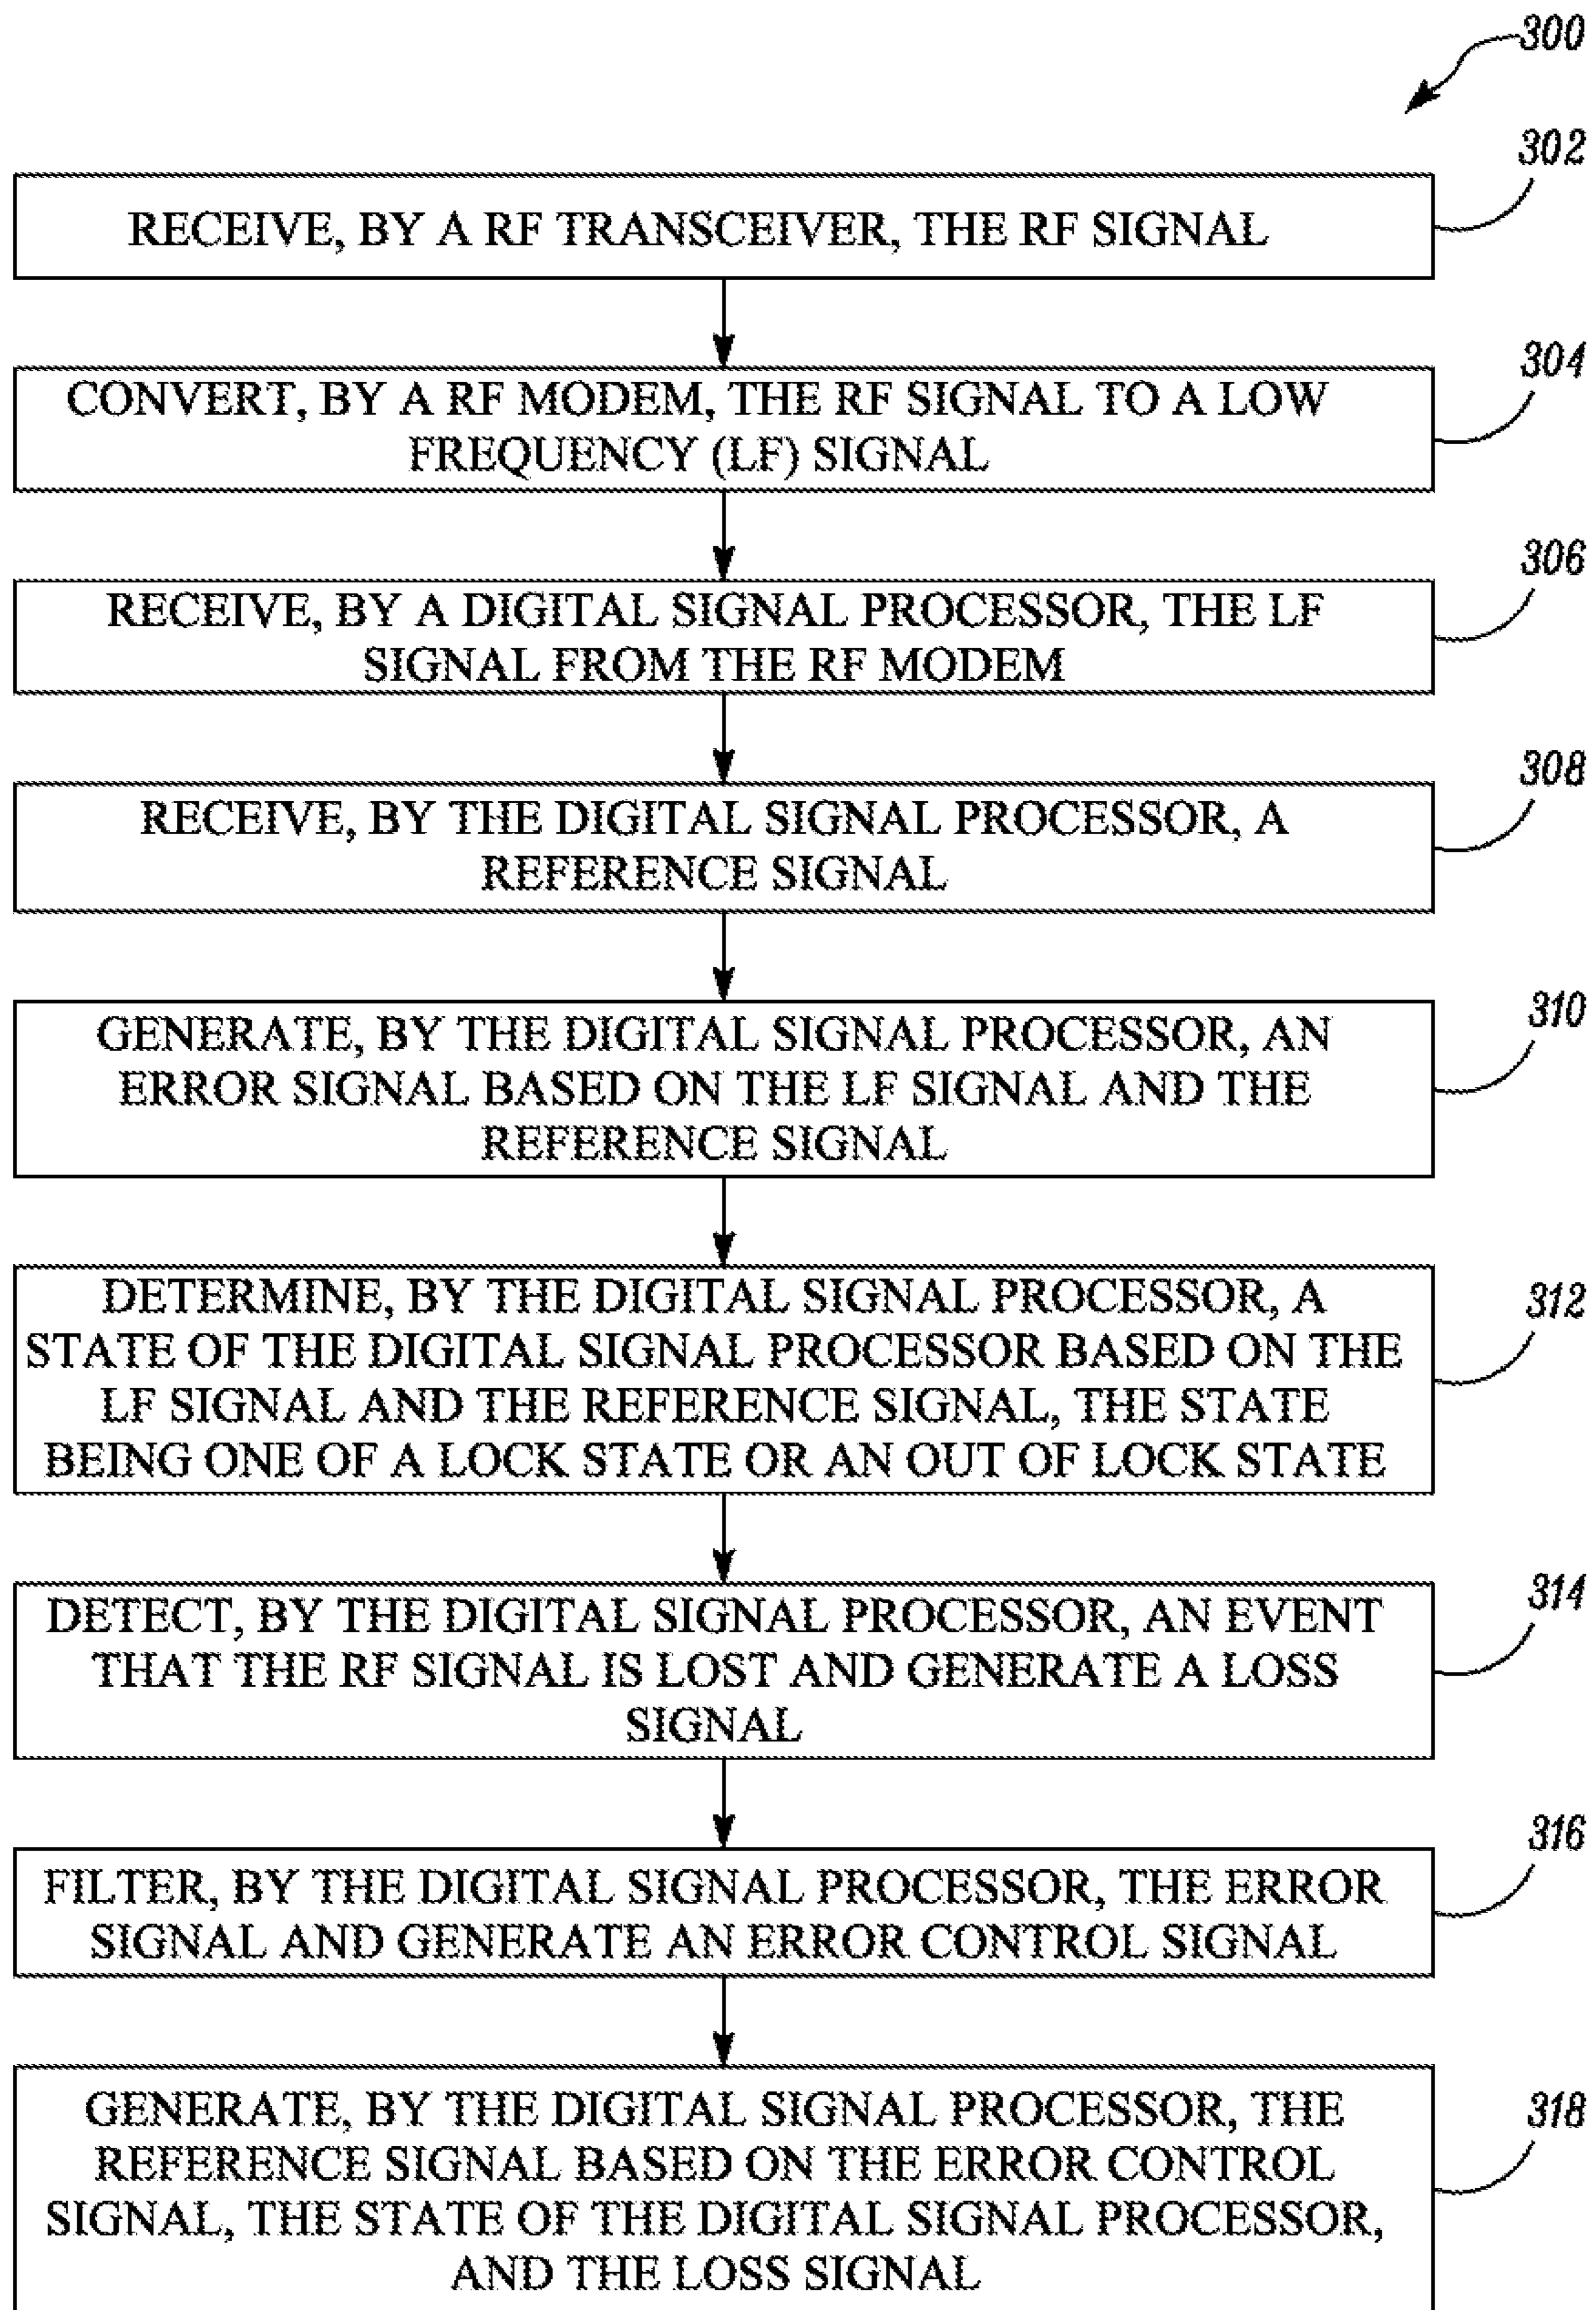 300
302
RECEIVE, BY A RF TRANSCEIVER, THE RF SIGNAL
304
CONVERT, BY A RF MODEM, THE RF SIGNAL TO A LOW
FREQUENCY (LF) SIGNAL
306
RECEIVE, BY A DIGITAL SIGNAL PROCESSOR, THE LF
SIGNAL FROM THE RF MODEM
308
RECEIVE, BY THE DIGITAL SIGNAL PROCESSOR, A
REFERENCE SIGNAL
310
GENERATE, BY THE DIGITAL SIGNAL PROCESSOR, AN
ERROR SIGNAL BASED ON THE LF SIGNAL AND THE
REFERENCE SIGNAL
312
DETERMINE, BY THE DIGITAL SIGNAL PROCESSOR, A
STATE OF THE DIGITAL SIGNAL PROCESSOR BASED ON THE
LF SIGNAL AND THE REFERENCE SIGNAL, THE STATE
BEING ONE OF A LOCK STATE OR AN OUT OF LOCK STATE
314
DETECT, BY THE DIGITAL SIGNAL PROCESSOR, AN EVENT
THAT THE RF SIGNAL IS LOST AND GENERATE A LOSS
SIGNAL
316
FILTER, BY THE DIGITAL SIGNAL PROCESSOR, THE ERROR
SIGNAL AND GENERATE AN ERROR CONTROL SIGNAL
318
GENERATE, BY THE DIGITAL SIGNAL PROCESSOR, THE
REFERENCE SIGNAL BASED ON THE ERROR CONTROL
SIGNAL, THE STATE OF THE DIGITAL SIGNAL PROCESSOR,
AND THE LOSS SIGNAL